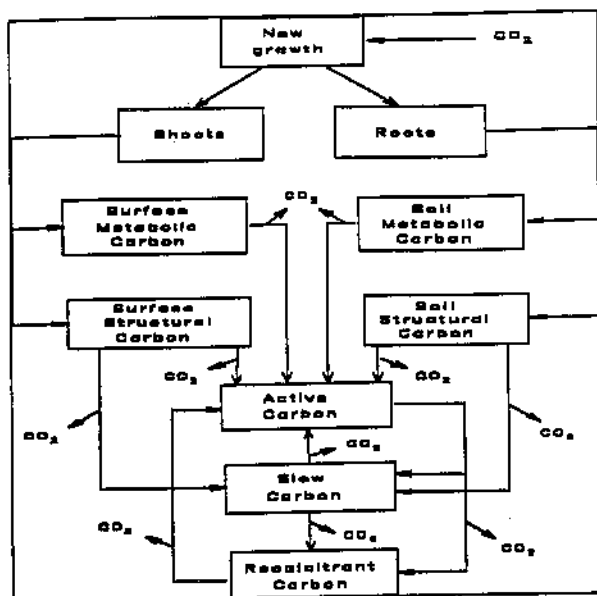 New
growth
CO2
Shoots
Roots
CO2
Surface
Metabolic
Carbon
Soil
Metabolic
Carbon
Surface
Structural
Carbon
Soil
Structural
Carbon
CO2
CO2
Active
Carbon
CO2
CO2
CO2
Slow
Carbon
CO2
CO2
CO2
Recalcitrant
Carbon